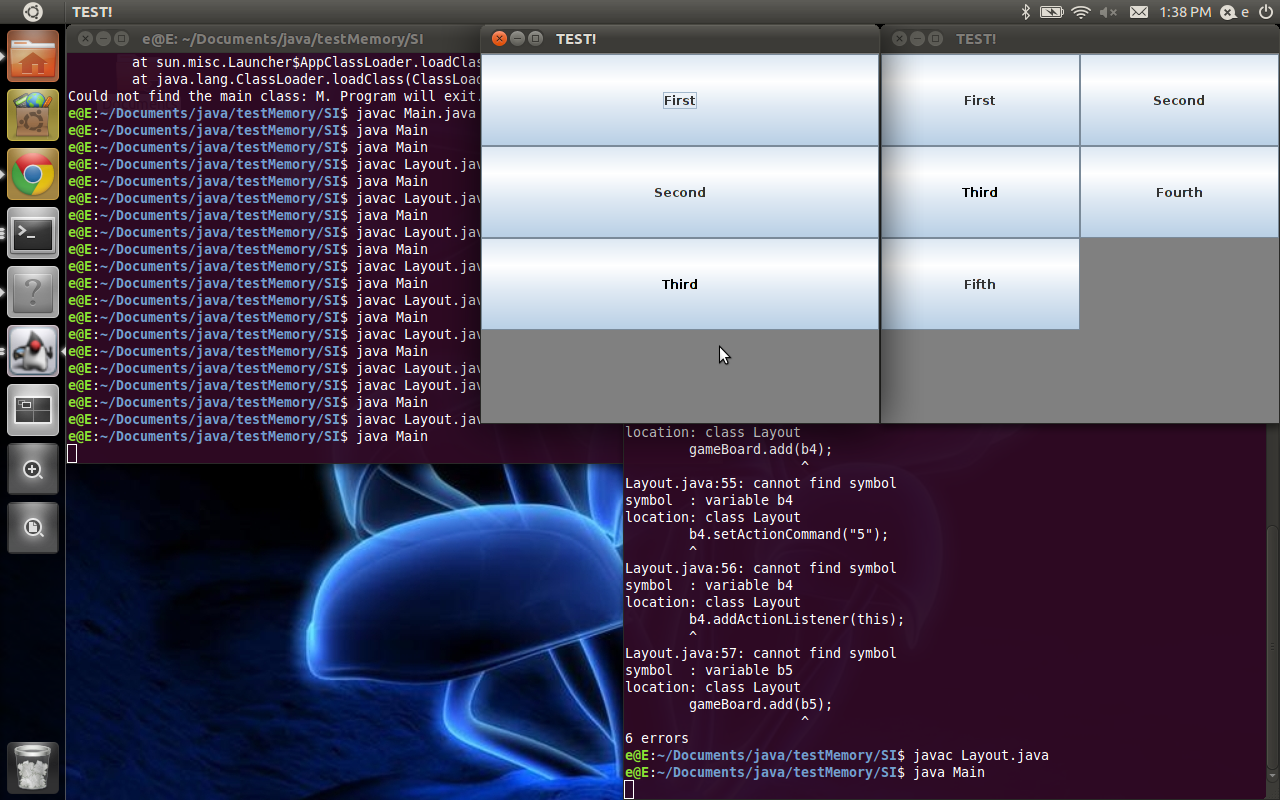 TEST!
1:38 PM
e
e@E: ~/Documents/java/testMemory/SI
at sun.misc.Launcher$AppClassLoader.loadClas
at java.lang.ClassLoader.loadClass(ClassLoad
Could not find the main class: M. Program will exit.
e@E:~/Documents/java/testMemory/SI$ javac Main.java
e@E:~/Documents/java/testMemory/SI$ java Main
e@E:~/Documents/java/testMemory/SI$ java Main
e@E:~/Documents/java/testMemory/SI$ javac Layout.jav
e@E:~/Documents/java/testMemory/SI$ java Main
e@E:~/Documents/java/testMemory/SI$ javac Layout.jav
e@E:~/Documents/java/testMemory/SI$ java Main
e@E:~/Documents/java/testMemory/SI$ javac Layout.jav
e@E:~/Documents/java/testMemory/SI$ java Main
e@E:~/Documents/java/testMemory/SI$ javac Layout.jav
e@E:~/Documents/java/testMemory/SI$ java Main
e@E:~/Documents/java/testMemory/SI$ javac Layout.jav
e@E:~/Documents/java/testMemory/SI$ java Main
e@E:~/Documents/java/testMemory/SI$ javac Layout.jav
e@E:~/Documents/java/testMemory/SI$ java Main
e@E:~/Documents/java/testMemory/SI$ javac Layout.jav
e@E:~/Documents/java/testMemory/SI$ javac Layout.jav
e@E:~/Documents/java/testMemory/SI$ java Main
e@E:~/Documents/java/testMemory/SI$ javac Layout.jav
e@E:~/Documents/java/testMemory/SI$ java Main
TEST!
First
Second
Third
TEST!
First
Second
Third
Fourth
Fifth
location: class Layout
gameBoard.add(b4);
^
Layout.java:55: cannot find symbol
symbol  : variable b4
location: class Layout
b4.setActionCommand("5");
^
Layout.java:56: cannot find symbol
symbol  : variable b4
location: class Layout
b4.addActionListener(this);
^
Layout.java:57: cannot find symbol
symbol  : variable b5
location: class Layout
gameBoard.add(b5);
^
6 errors
e@E:~/Documents/java/testMemory/SI$ javac Layout.java
e@E:~/Documents/java/testMemory/SI$ java Main